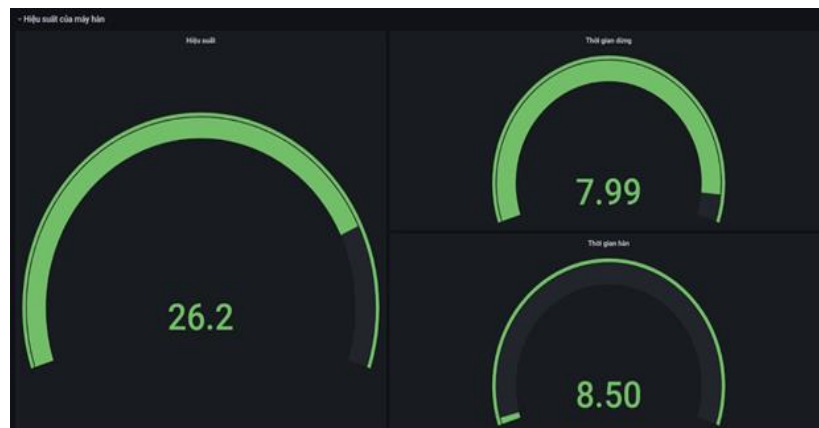 Hiệu suất của máy hàn
Hiệu suất
26.2
Thời gian dừng
7.99
Thời gian hàn
8.50